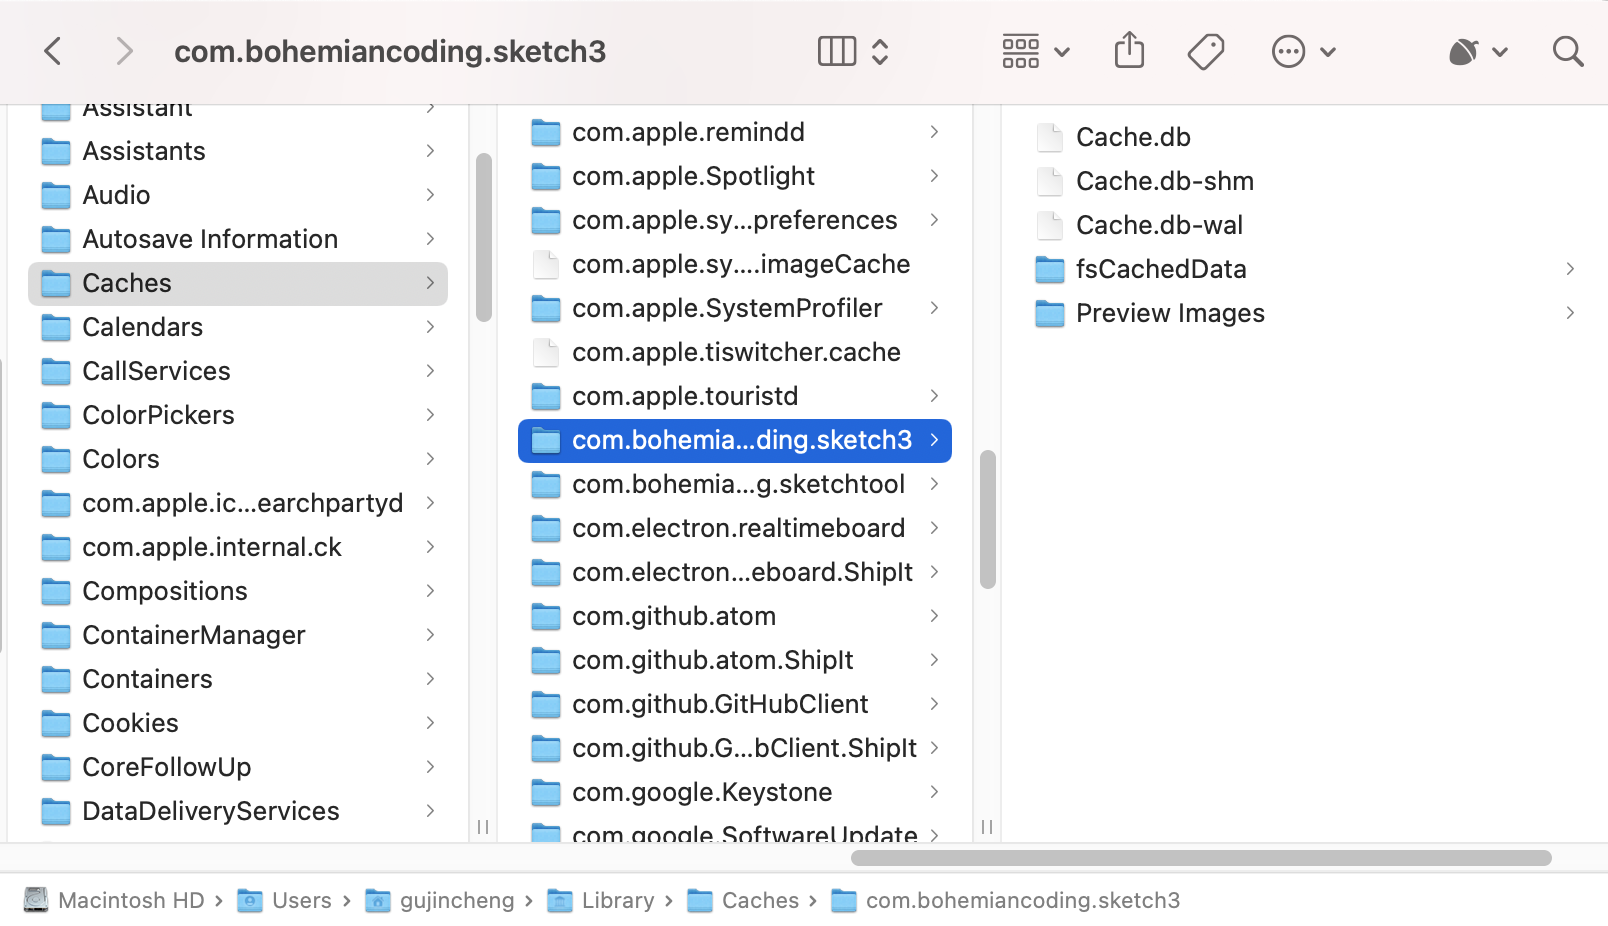 com.bohemiancoding.sketch3
Assistant
Assistants
Audio
Autosave Information
Caches
Calendars
CallServices
ColorPickers
Colors
com.apple.ic...earchpartyd
com.apple.internal.ck
Compositions
ContainerManager
Containers
Cookies
CoreFollowUp
DataDeliveryServices
com.apple.remindd
com.apple.Spotlight
com.apple.sy...preferences
com.apple.sy....imageCache
com.apple.SystemProfiler
com.apple.tiswitcher.cache
com.apple.touristd
com.bohemia...ding.sketch3
com.bohemia...g.sketchtool
com.electron.realtimeboard
com.electron...eboard.ShipIt
com.github.atom
com.github.atom.ShipIt
com.github.GitHubClient
com.github.G...bClient.ShipIt
com.google.Keystone
com.google.SoftwareUpdate
Cache.db
Cache.db-shm
Cache.db-wal
fsCachedData
Preview Images
Macintosh HD › Users › gujincheng › Library › Caches › com.bohemiancoding.sketch3